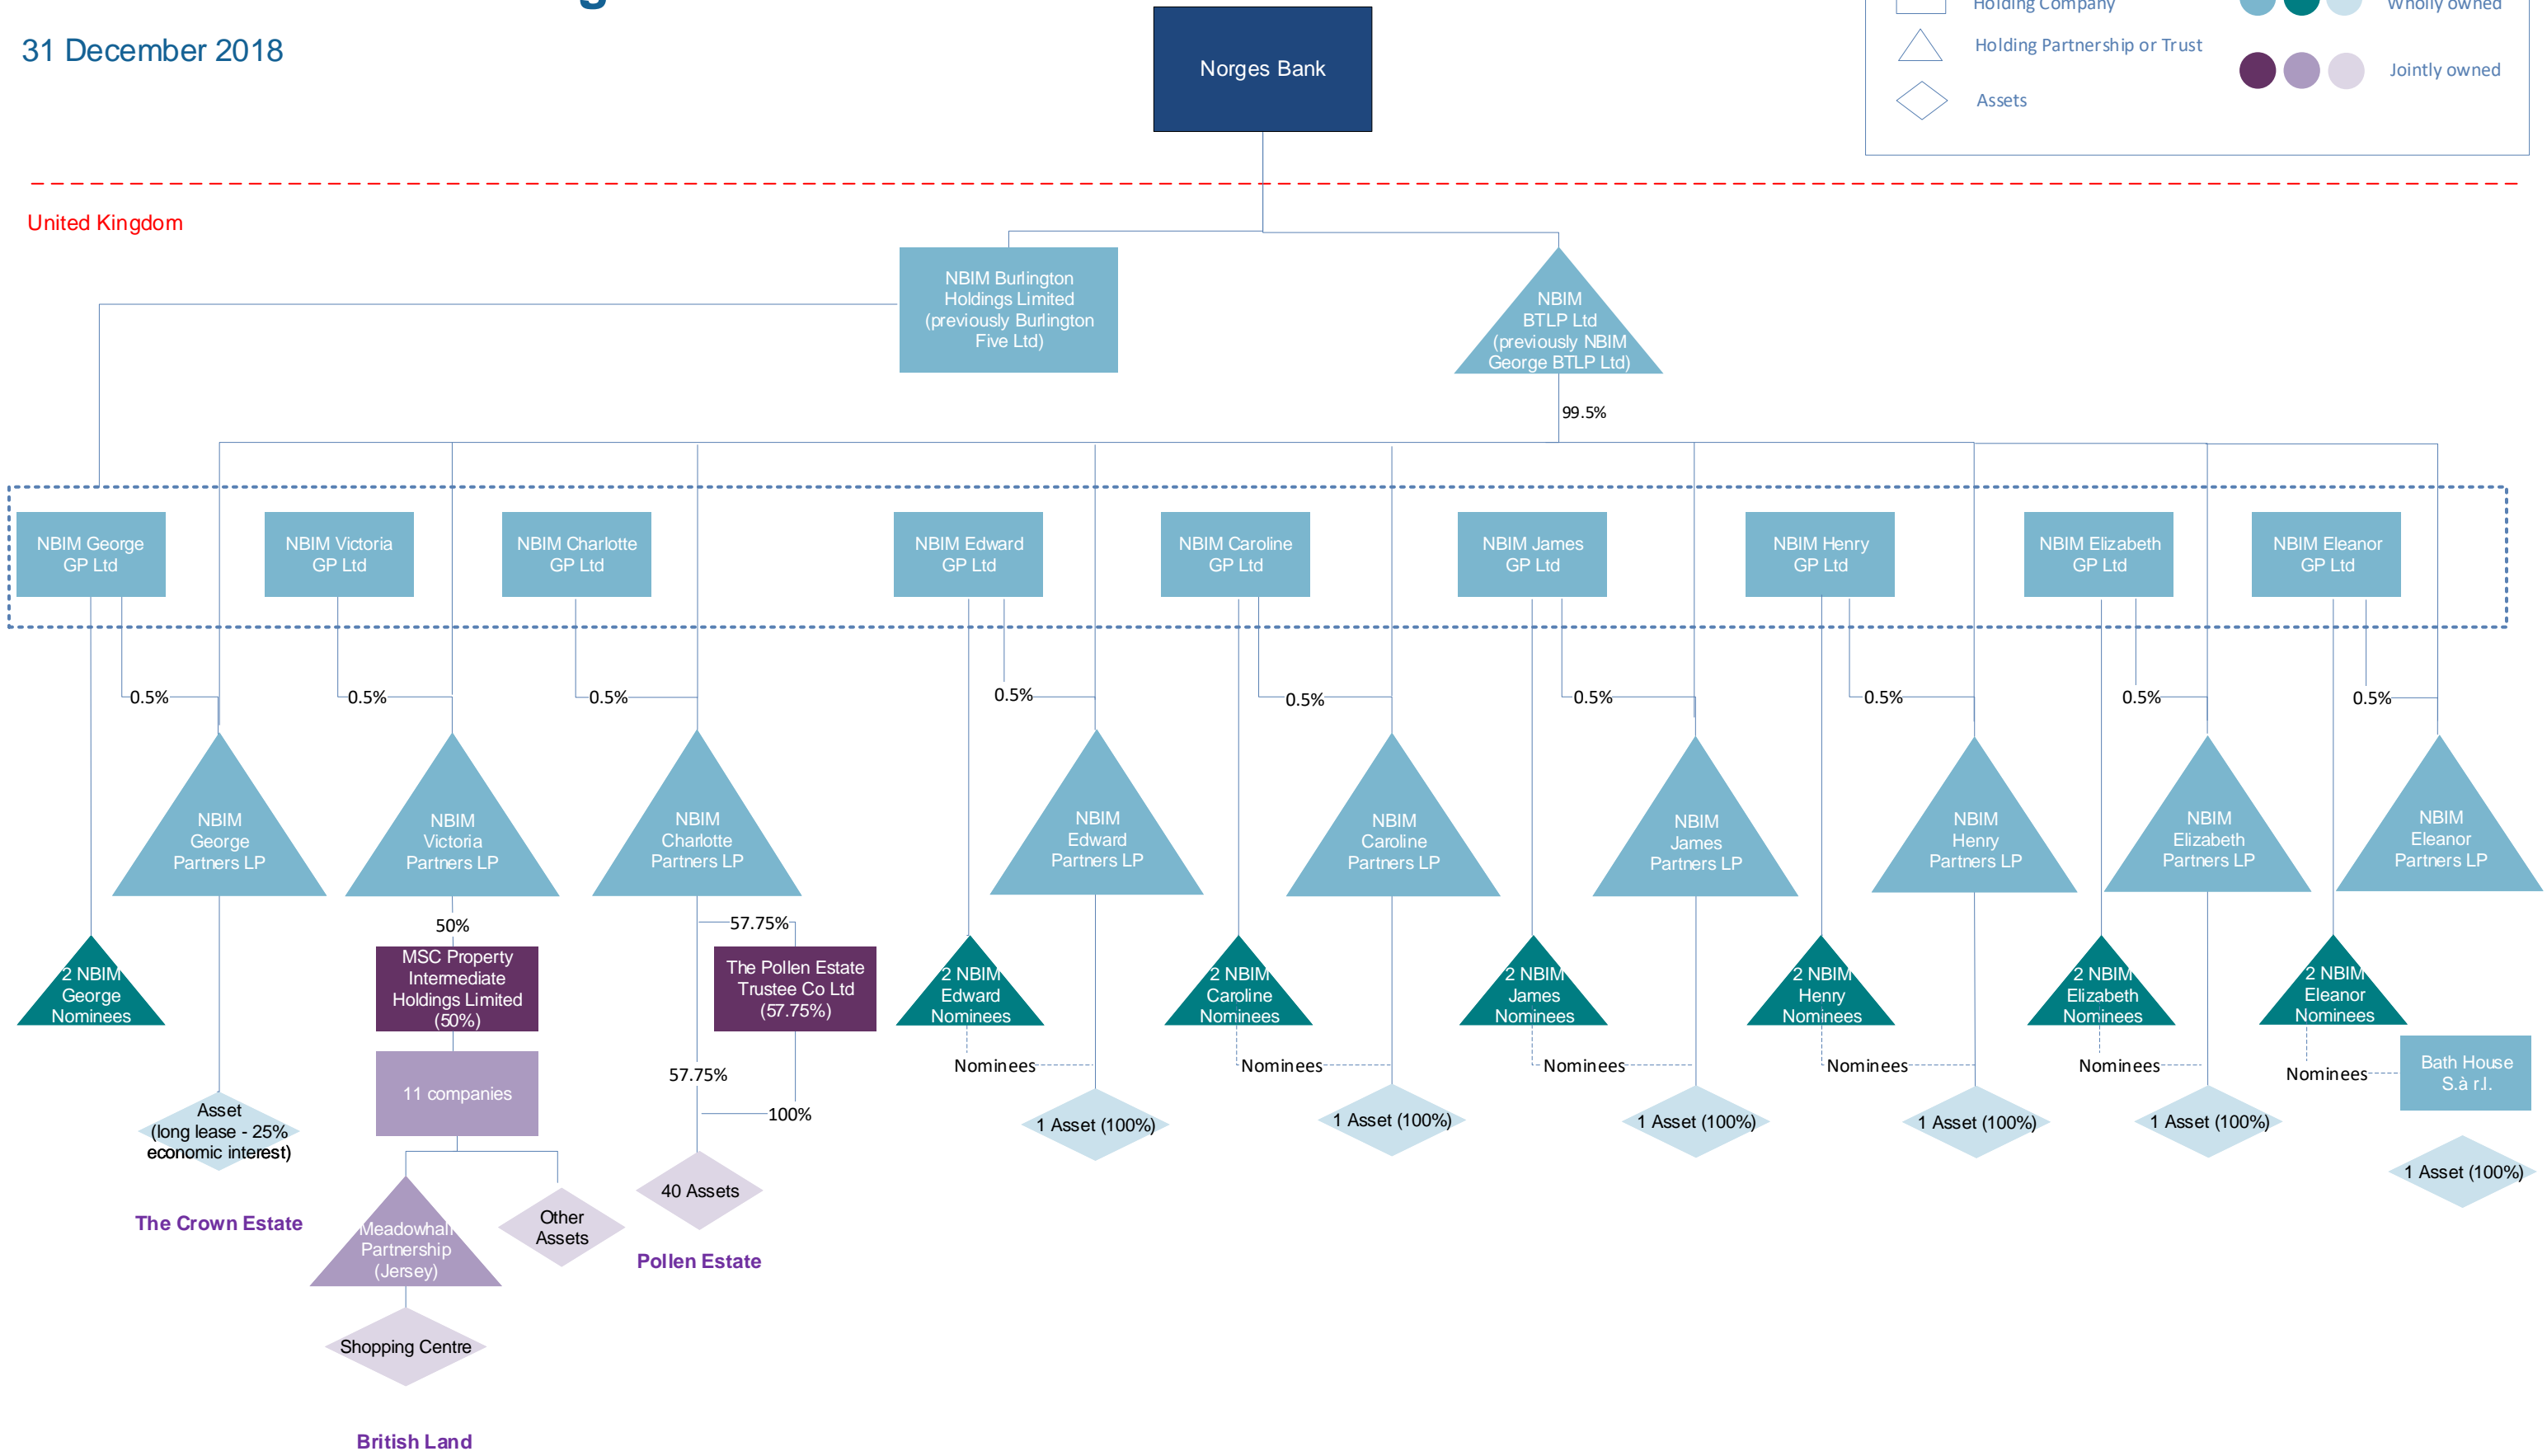 31 December 2018
Norges Bank
Holding Company
Wholly owned
Holding Partnership or Trust
Jointly owned
Assets
United Kingdom
NBIM Burlington
Holdings Limited
(previously Burlington
Five Ltd)
NBIM
BTLP Ltd
(previously NBIM
George BTLP Ltd)
99.5%
NBIM George
GP Ltd
NBIM Victoria
GP Ltd
NBIM Charlotte
GP Ltd
NBIM Edward
GP Ltd
NBIM Caroline
GP Ltd
NBIM James
GP Ltd
NBIM Henry
GP Ltd
NBIM Elizabeth
GP Ltd
NBIM Eleanor
GP Ltd
0.5%
0.5%
0.5%
0.5%
0.5%
0.5%
0.5%
0.5%
0.5%
NBIM
George
Partners LP
NBIM
Victoria
Partners LP
NBIM
Charlotte
Partners LP
NBIM
Edward
Partners LP
NBIM
Caroline
Partners LP
NBIM
James
Partners LP
NBIM
Henry
Partners LP
NBIM
Elizabeth
Partners LP
NBIM
Eleanor
Partners LP
50%
57.75%
2 NBIM
George
Nominees
MSC Property
Intermediate
Holdings Limited
(50%)
The Pollen Estate
Trustee Co Ltd
(57.75%)
2 NBIM
Edward
Nominees
2 NBIM
Caroline
Nominees
2 NBIM
James
Nominees
2 NBIM
Henry
Nominees
2 NBIM
Elizabeth
Nominees
2 NBIM
Eleanor
Nominees
Nominees
Nominees
Nominees
Nominees
Nominees
Nominees
Bath House
S.à r.l.
11 companies
57.75%
100%
Asset
(long lease - 25%
economic interest)
1 Asset (100%)
1 Asset (100%)
1 Asset (100%)
1 Asset (100%)
1 Asset (100%)
1 Asset (100%)
The Crown Estate
Meadowhall
Partnership
(Jersey)
Other
Assets
40 Assets
Pollen Estate
Shopping Centre
British Land